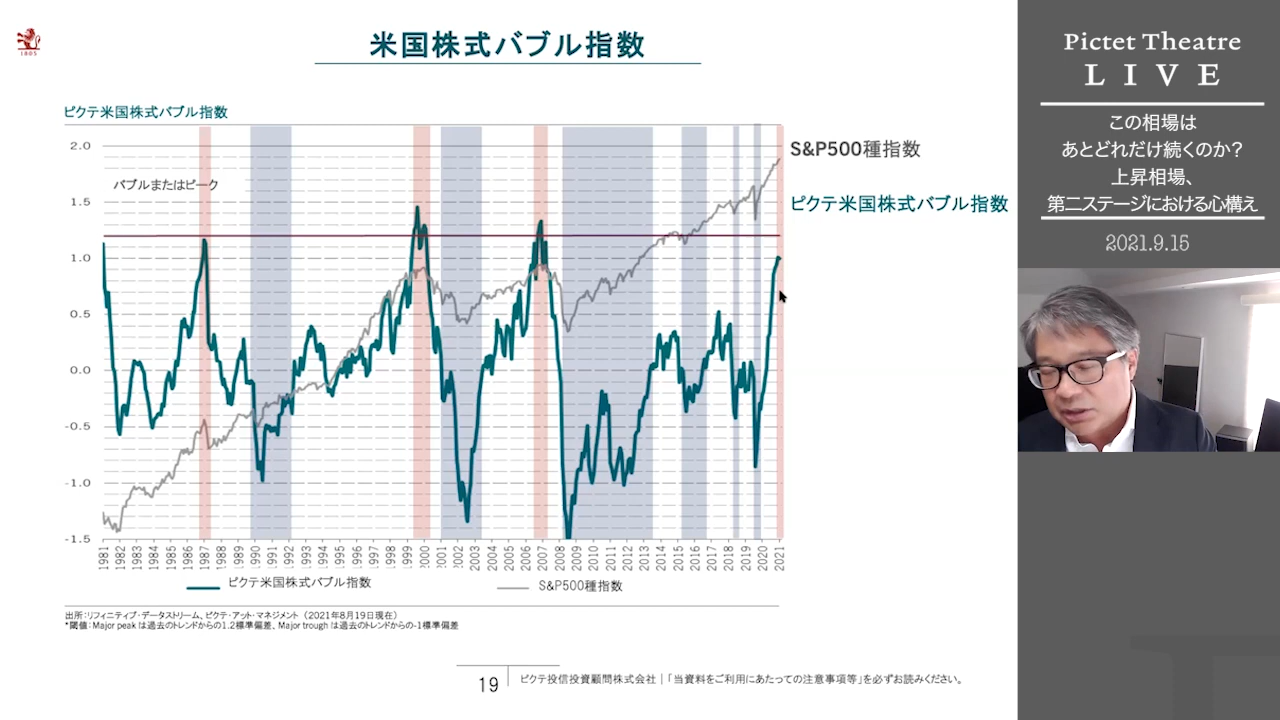 1805
米国株式バブル指数
ピクテ米国株式バブル指数
2.0
1.5
1.0
0.5
0.0
-0.5
-1.0
-1.5
バブルまたはピーク
S&P500種指数
ピクテ米国株式バブル指数
1981 1982 1983 1984 1985 1986 1987 1988 1989 1990 1991 1992 1993 1994 1995 1996 1997 1998 1999 2000 2001 2002 2003 2004 2005 2006 2007 2008 2009 2010 2011 2012 2013 2014 2015 2016 2017 2018 2019 2020 2021
ピクテ米国株式バブル指数 S&P500種指数
出所：リフィニティブ・データストリーム、ピクテ・アット・マネジメント（2021年8月19日現在）
*閾値：Major peak は過去のトレンドからの1.2標準偏差、Major trough は過去のトレンドからの-1標準偏差
19 ピクテ投信投資顧問株式会社｜「当資料をご利用にあたっての注意事項等」を必ずお読みください。
Pictet Theatre
LIVE
この相場は
あとどれだけ続くのか?
上昇相場、
第二ステージにおける心構え
2021.9.15